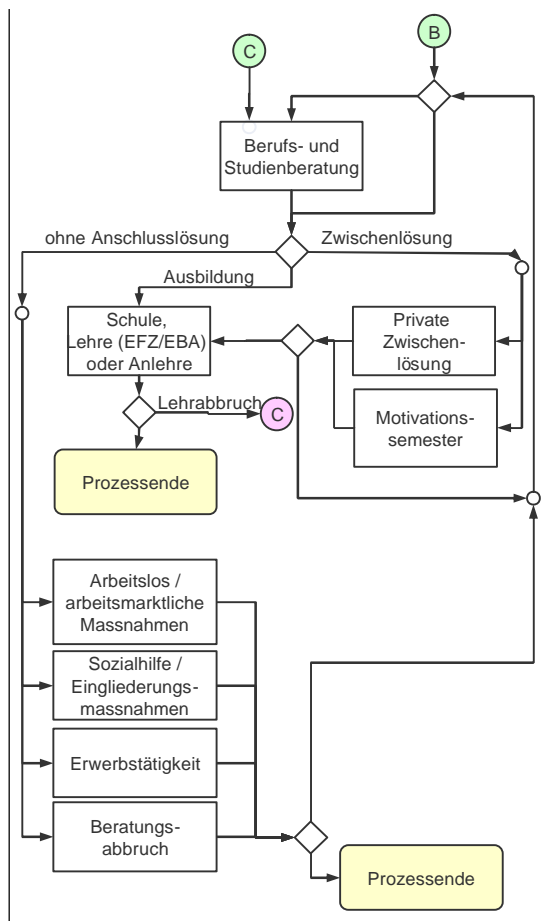 B
C
Berufs- und
Studienberatung
ohne Anschlusslösung
Zwischenlösung
Ausbildung
Schule,
Lehre (EFZ/EBA)
oder Anlehre
Private
Zwischen-
lösung
Lehrabbruch
C
Motivations-
semester
Prozessende
Arbeitslos /
arbeitsmarktliche
Massnahmen
Sozialhilfe /
Eingliederungs-
massnahmen
Erwerbstätigkeit
Beratungs-
abbruch
Prozessende